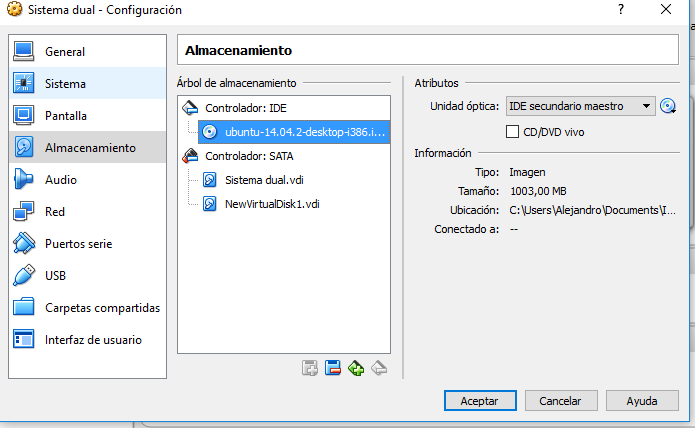 Sistema dual - Configuración
?
General
Sistema
Pantalla
Almacenamiento
Audio
Red
Puertos serie
USB
Carpetas compartidas
Interfaz de usuario
Almacenamiento
Árbol de almacenamiento
Controlador: IDE
ubuntu-14.04.2-desktop-i386.i...
Controlador: SATA
Sistema dual.vdi
NewVirtualDisk1.vdi
Atributos
Unidad óptica: IDE secundario maestro
CD/DVD vivo
Información
Tipo: Imagen
Tamaño: 1003,00 MB
Ubicación: C:\Users\Alejandro\Documents\I...
Conectado a: --
Aceptar Cancelar Ayuda